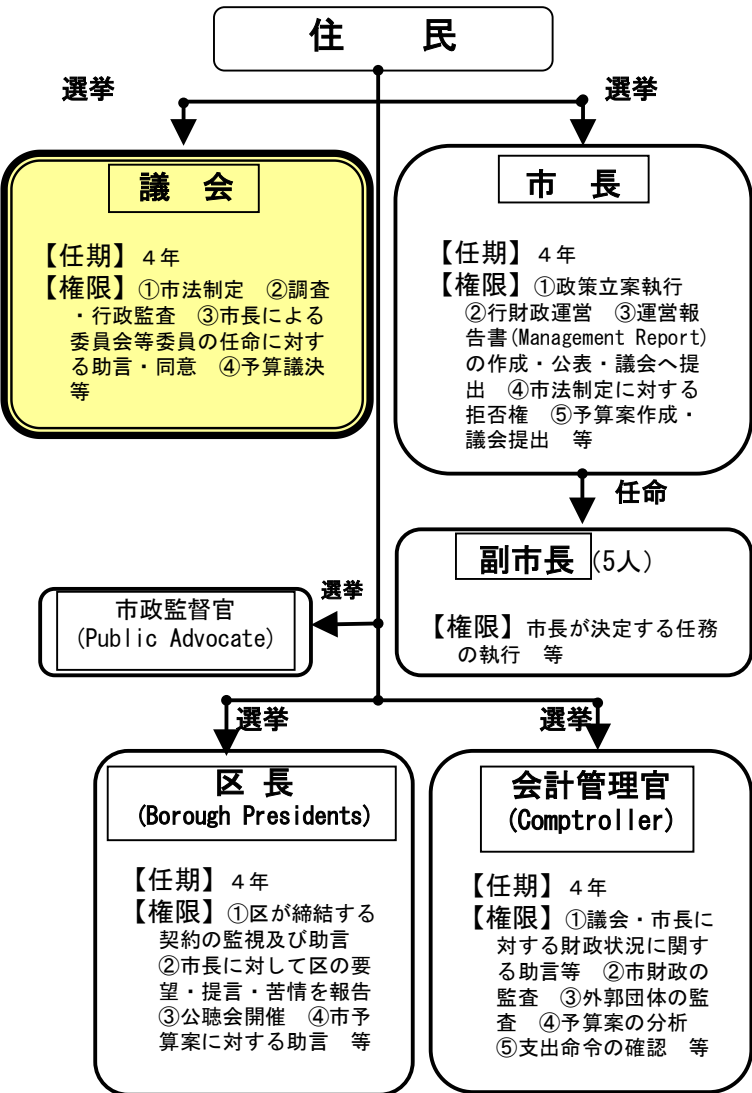 住　　民
選挙
選挙
議　会
【任期】４年
【権限】①市法制定　②調査
・行政監査　③市長による
委員会等委員の任命に対す
る助言・同意　④予算議決
等
市　長
【任期】４年
【権限】①政策立案執行
②行財政運営　③運営報
告書(Management Report)
の作成・公表・議会へ提
出　④市法制定に対する
拒否権　⑤予算案作成・
議会提出　等
任命
副市長(5人)
【権限】市長が決定する任務
の執行　等
選挙
市政監督官
(Public Advocate)
選挙
選挙
区 長
(Borough Presidents)
【任期】４年
【権限】①区が締結する
契約の監視及び助言
②市長に対して区の要
望・提言・苦情を報告
③公聴会開催　④市予
算案に対する助言　等
会計管理官
(Comptroller)
【任期】４年
【権限】①議会・市長に
対する財政状況に関す
る助言等　②市財政の
監査　③外郭団体の監
査　④予算案の分析
⑤支出命令の確認　等